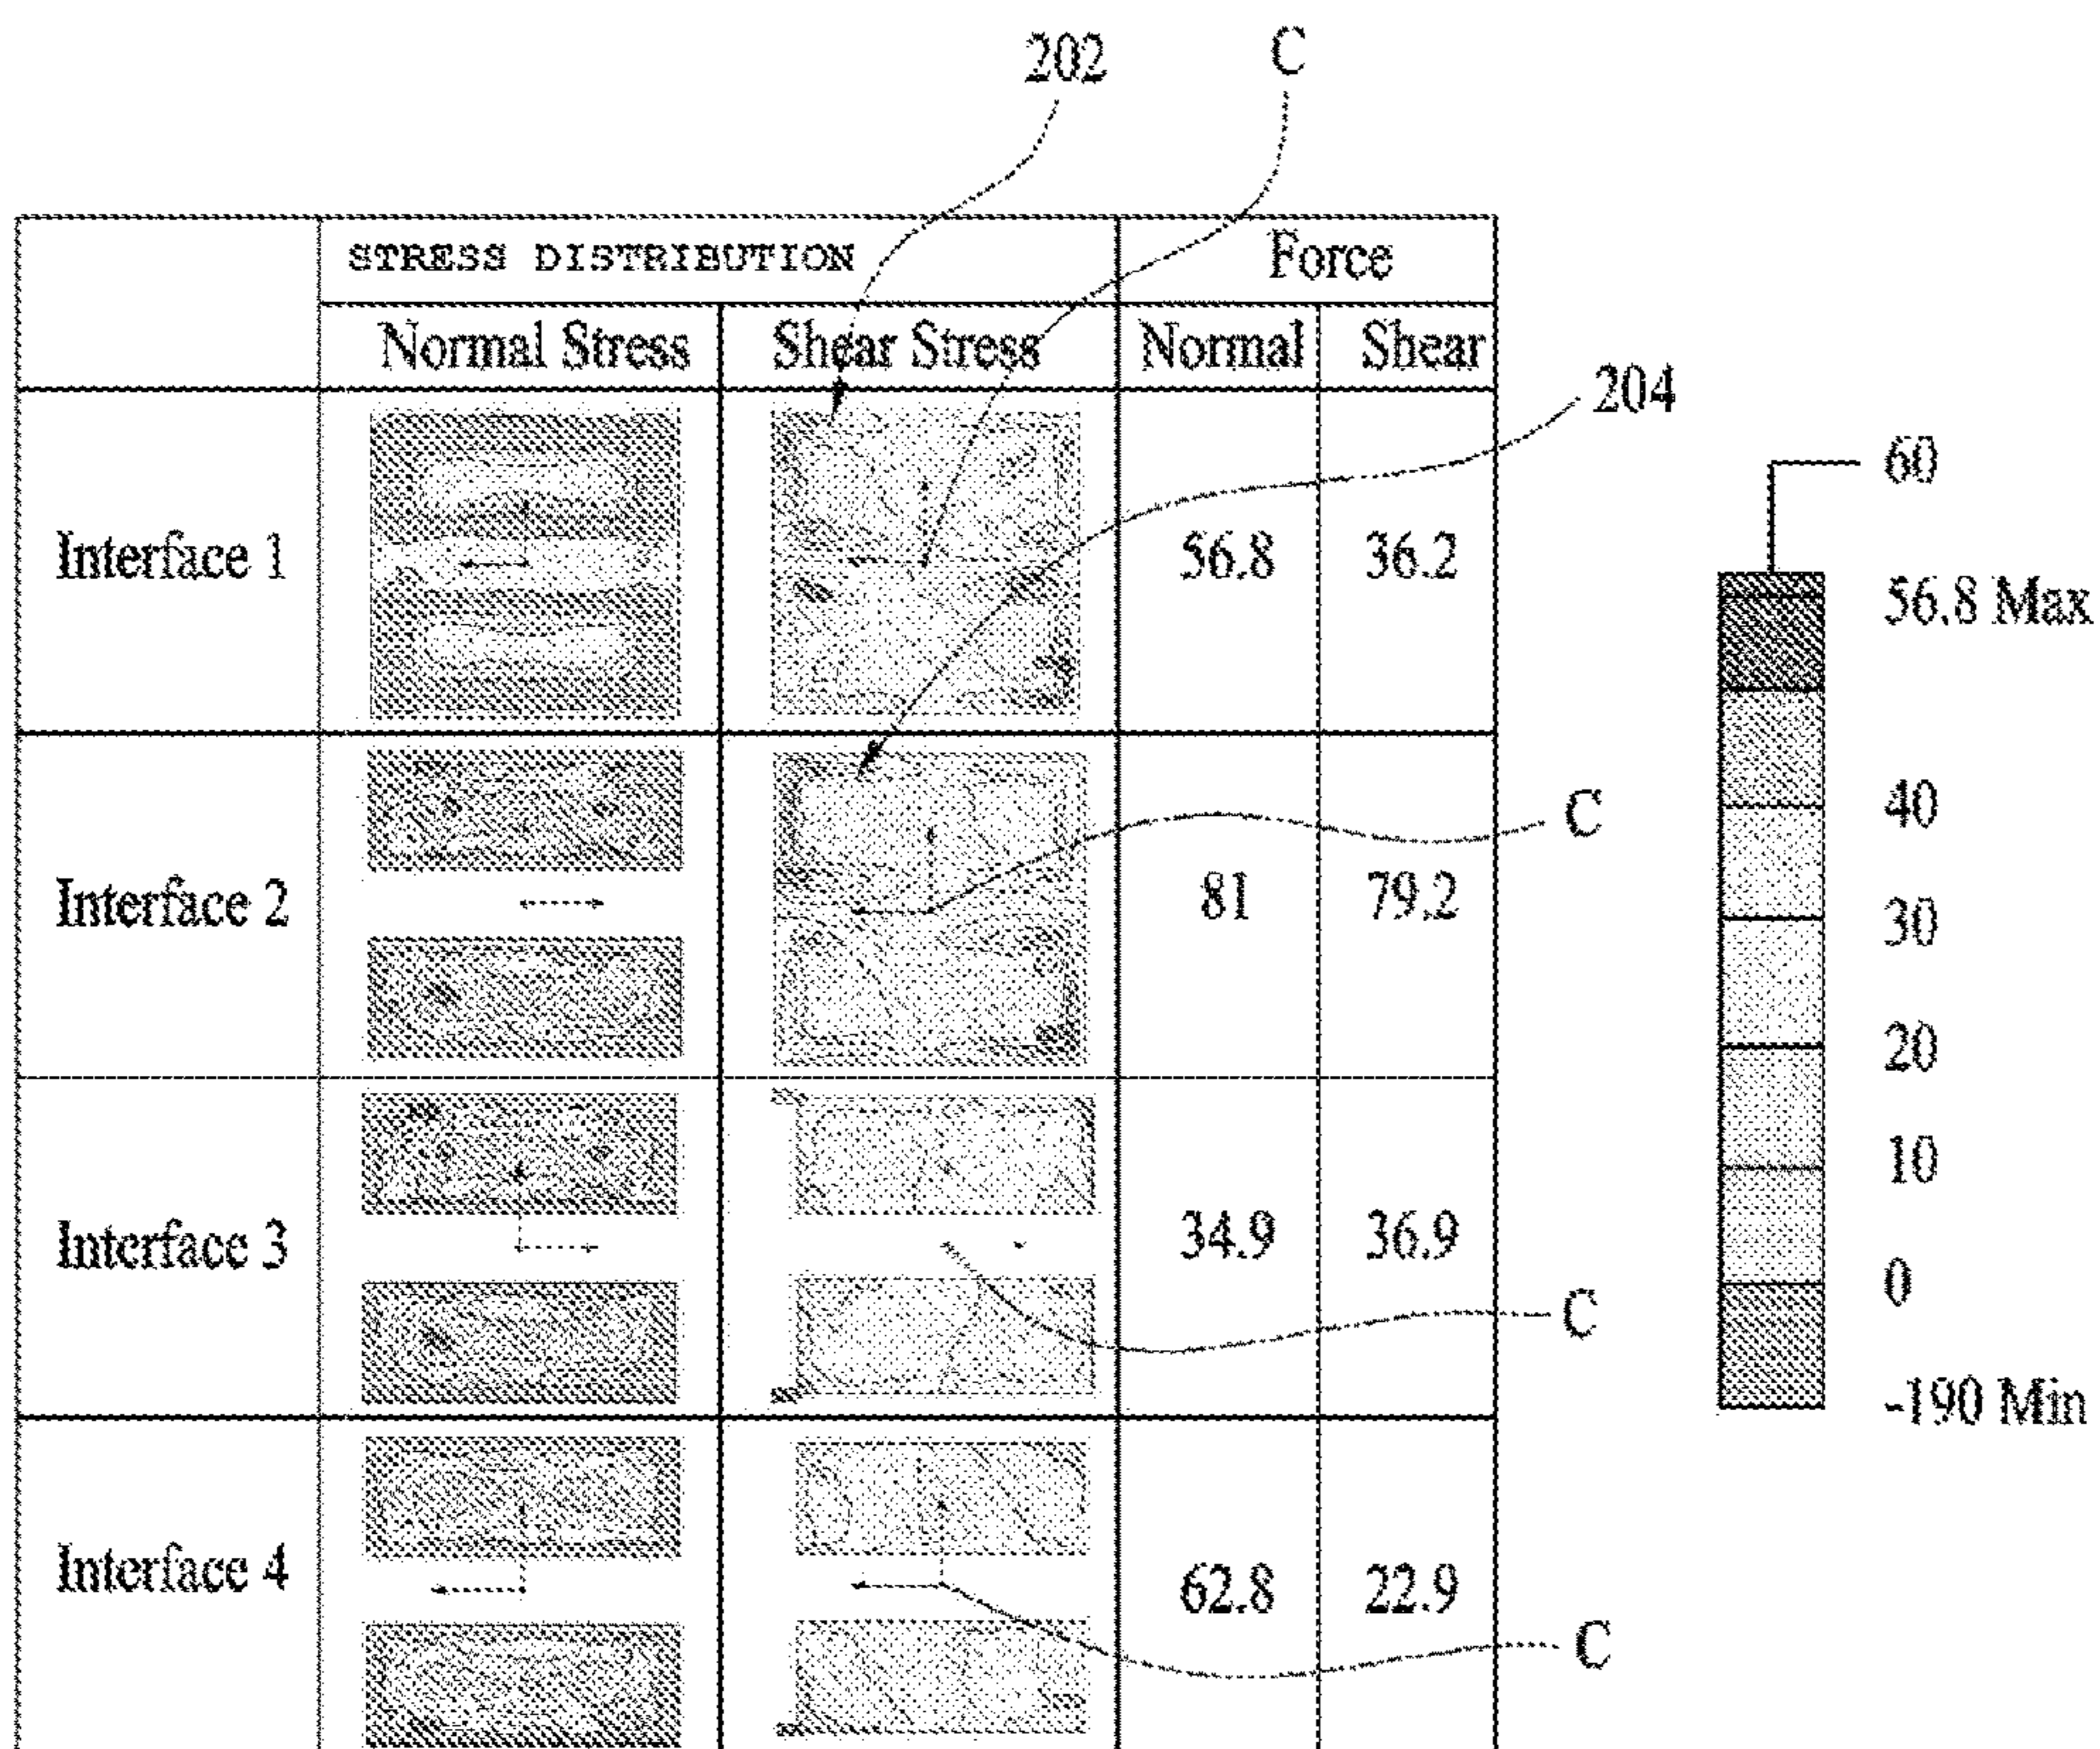 202 C
STRESS DISTRIBUTION Force
Normal Stress Shear Stress Normal Shear
204
60
Interface 1 56.8 36.2
56.8 Max
40
C
Interface 2 81 79.2
30
20
10
Interface 3 34.9 36.9
0
C
-190 Min
Interface 4 62.8 22.9
C